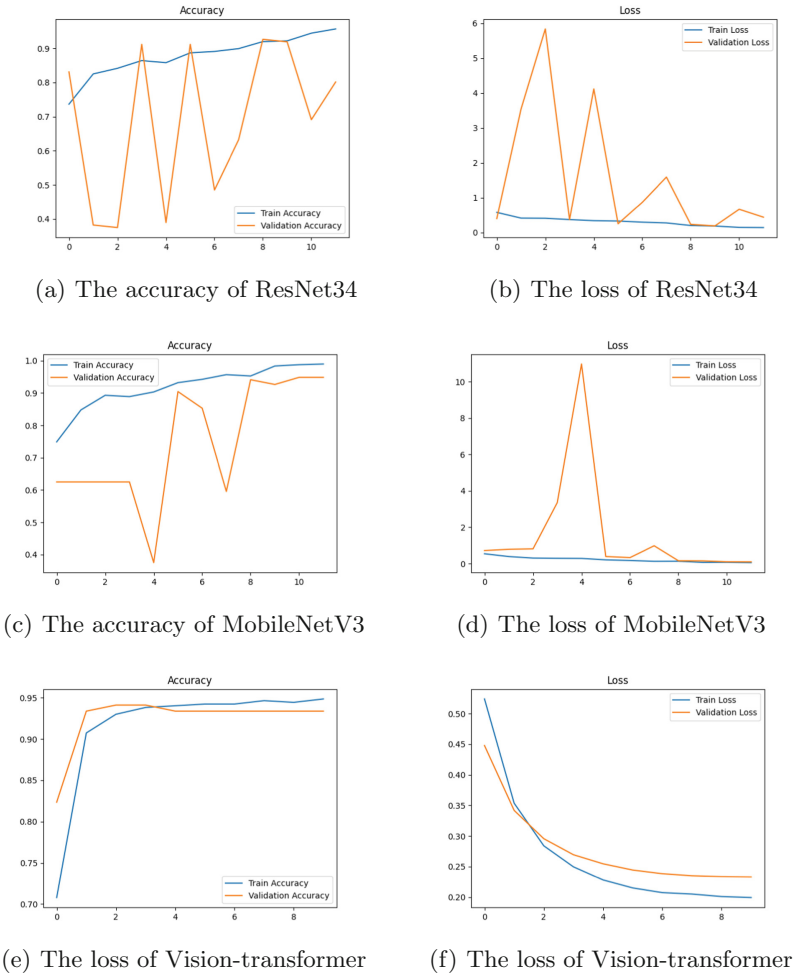 Accuracy
0.9
0.8
0.7
0.6
0.5
0.4
Train Accuracy
Validation Accuracy
0 2 4 6 8 10
Loss
6
5
4
3
2
1
0
Train Loss
Validation Loss
0 2 4 6 8 10
(a) The accuracy of ResNet34
(b) The loss of ResNet34
Accuracy
1.0
0.9
0.8
0.7
0.6
0.5
0.4
Train Accuracy
Validation Accuracy
0 2 4 6 8 10
Loss
10
8
6
4
2
0
Train Loss
Validation Loss
0 2 4 6 8 10
(c) The accuracy of MobileNetV3
(d) The loss of MobileNetV3
Accuracy
0.95
0.90
0.85
0.80
0.75
0.70
Train Accuracy
Validation Accuracy
0 2 4 6 8
Loss
0.50
0.45
0.40
0.35
0.30
0.25
0.20
Train Loss
Validation Loss
0 2 4 6 8
(e) The loss of Vision-transformer
(f) The loss of Vision-transformer